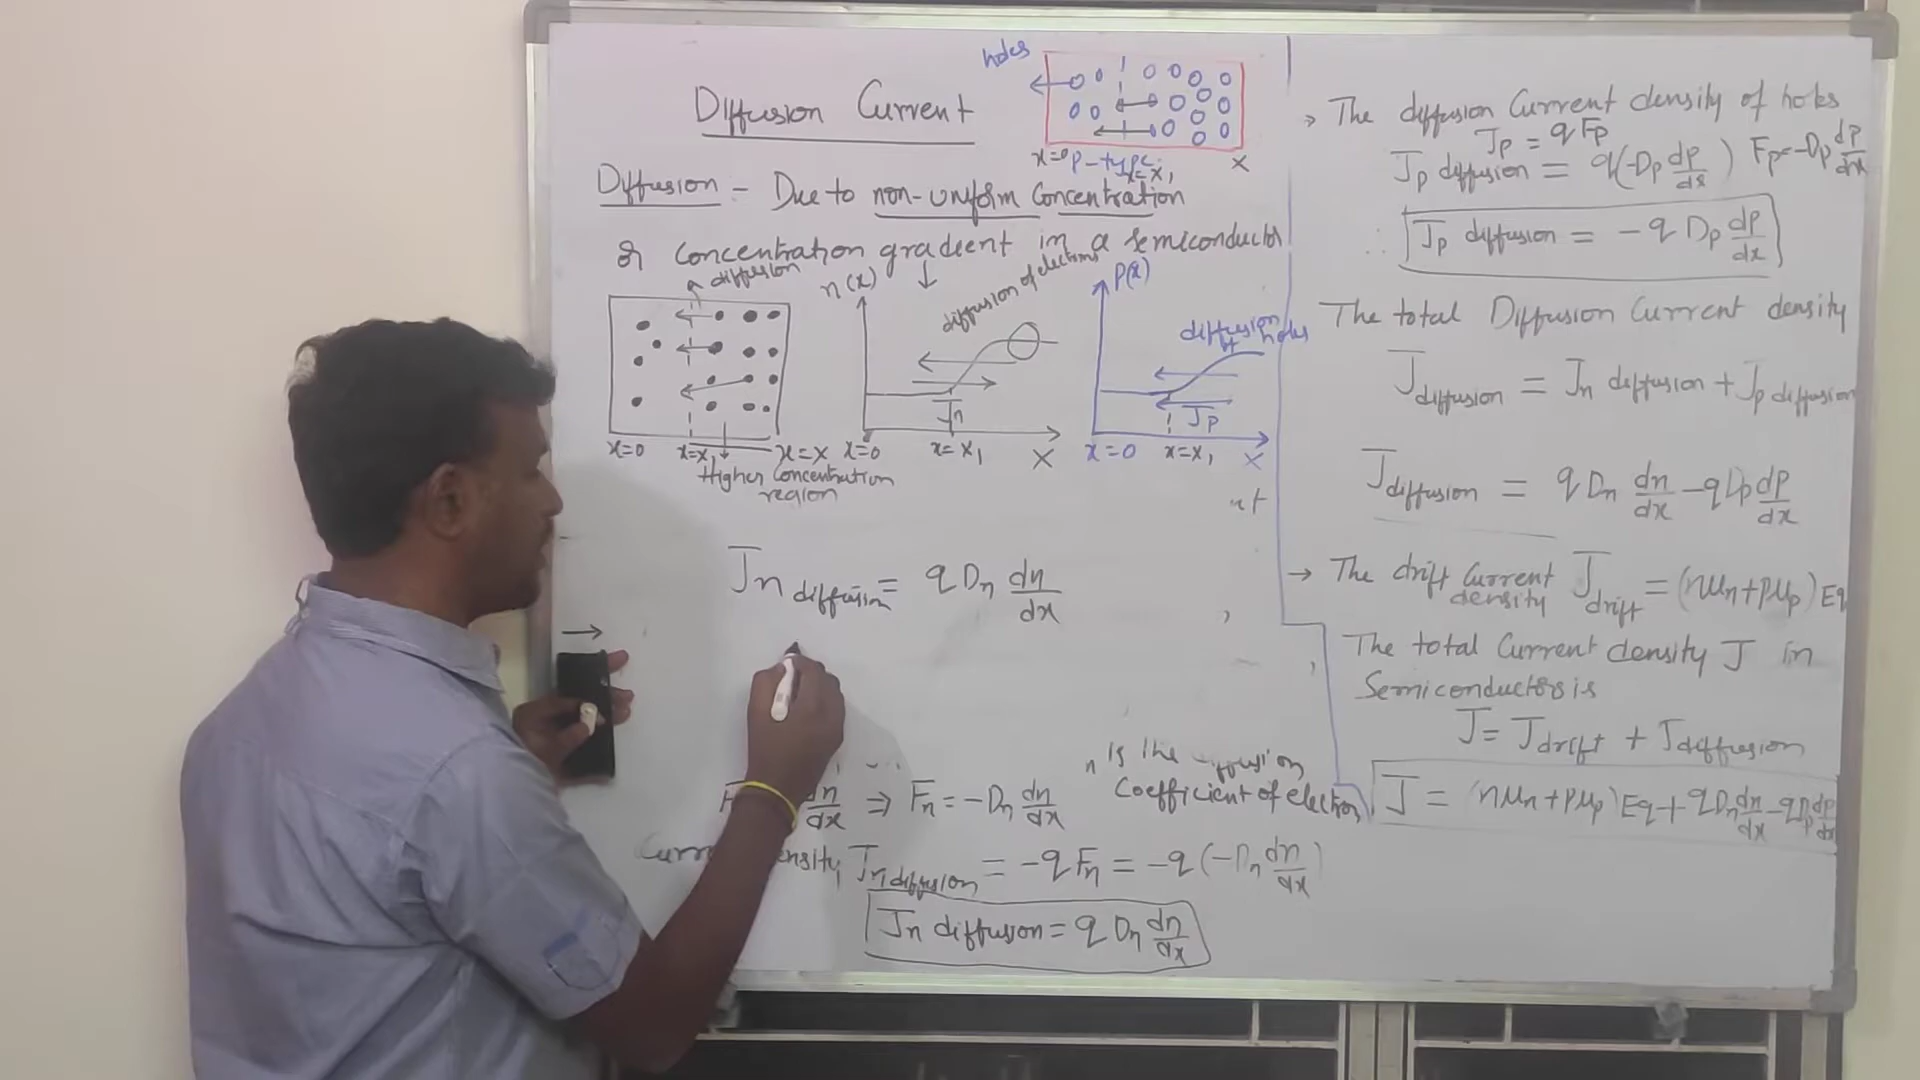 Diffusion Current
holes
x=0 p-type x=x₁ x
Diffusion - Due to non-uniform Concentration
or concentration gradient in a semiconductor
diffusion
x=0 x=x₁ x=x
Higher Concentration
region
n(x)
diffusion of electrons
Jn
x=0 x=x₁ x
P(x)
diffusion of holes
Jp
x=0 x=x₁ x
Jn diffusion = q Dn dn/dx
dn/dx ⇒ Fn = -Dn dn/dx
n is the diffusion
Coefficient of electron
Jn diffusion = -q Fn = -q (-Dn dn/dx)
Jn diffusion = q Dn dn/dx
→ The diffusion Current density of holes
Jp = q Fp
Jp diffusion = q(-Dp dp/dx) Fp = -Dp dp/dx
∴ Jp diffusion = -q Dp dp/dx
The total Diffusion Current density
Jdiffusion = Jn diffusion + Jp diffusion
Jdiffusion = q Dn dn/dx - q Dp dp/dx
→ The drift Current density Jdrift = (nμn + pμp) Eq
The total Current density J in
Semiconductors is
J = Jdrift + Jdiffusion
J = (nμn + pμp) Eq + q Dn dn/dx - q Dp dp/dx